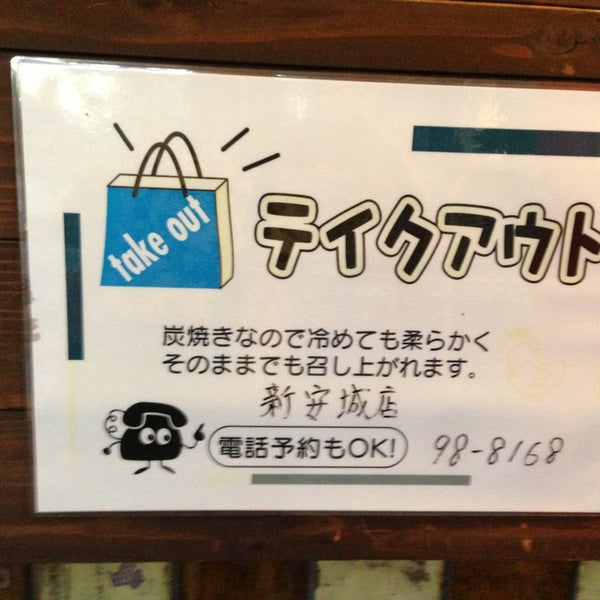 take out
テイクアウト
炭焼きなので冷めても柔らかく
そのままでも召し上がれます。
新安城店
電話予約もOK! 98-8168